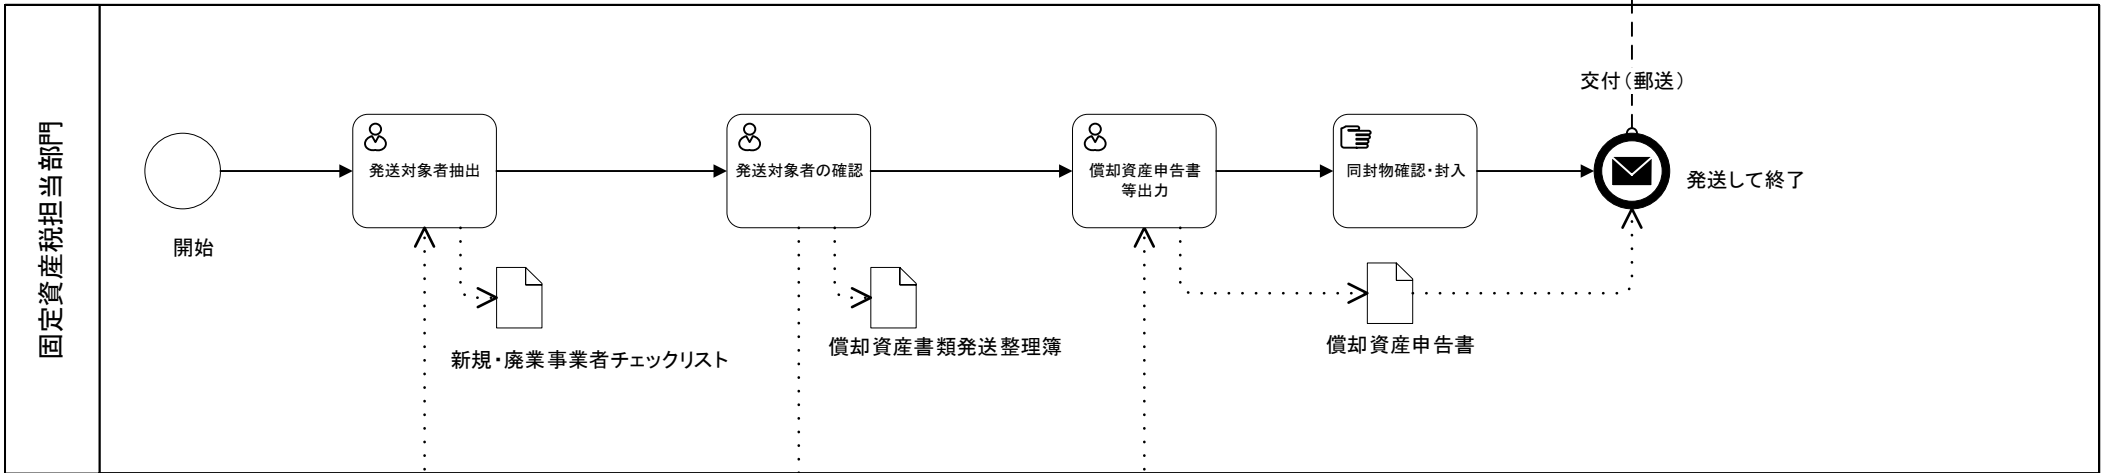 固定資産税担当部門
交付（郵送）
発送対象者抽出
発送対象者の確認
償却資産申告書
等出力
同封物確認・封入
発送して終了
開始
新規・廃業事業者チェックリスト
償却資産書類発送整理簿
償却資産申告書